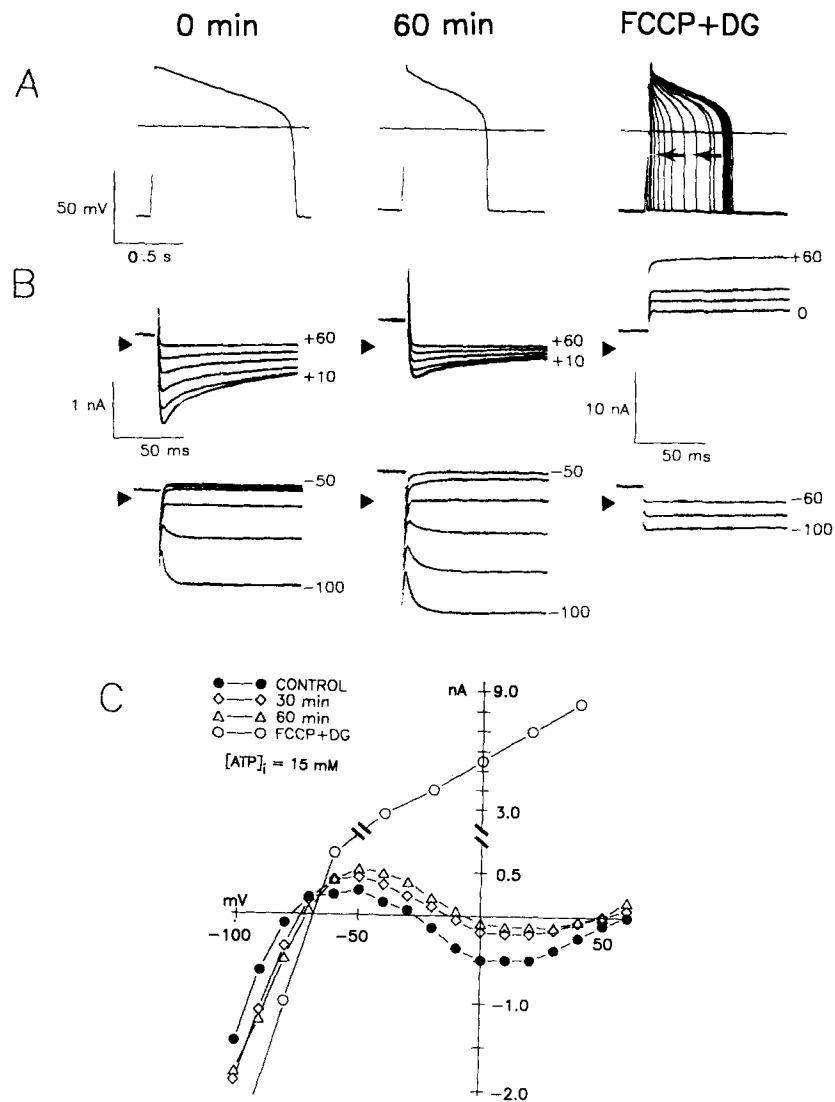 0 min 60 min FCCP+DG
A
50 mV
0.5 s
B
+60
+10
1 nA
50 ms
-50
-100
+60
+10
-50
-100
+60
0
10 nA
50 ms
-60
-100
C
CONTROL
30 min
60 min
FCCP+DG
[ATP]i = 15 mM
nA
9.0
3.0
0.5
mV
-100
-50
50
-1.0
-2.0